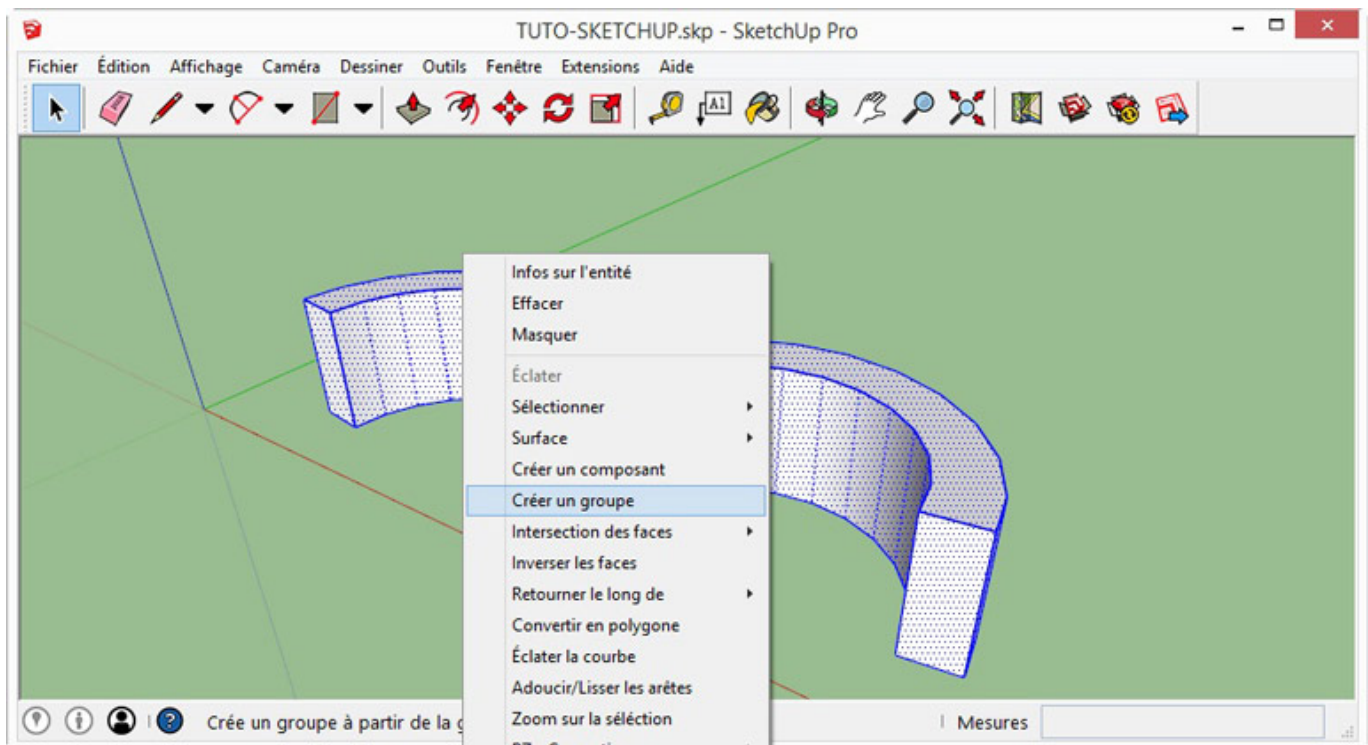 TUTO-SKETCHUP.skp - SketchUp Pro
Fichier Édition Affichage Caméra Dessiner Outils Fenêtre Extensions Aide
A1
Infos sur l'entité
Effacer
Masquer
Éclater
Sélectionner
Surface
Créer un composant
Créer un groupe
Intersection des faces
Inverser les faces
Retourner le long de
Convertir en polygone
Éclater la courbe
Adoucir/Lisser les arêtes
Zoom sur la séléction
Crée un groupe à partir de la
Mesures